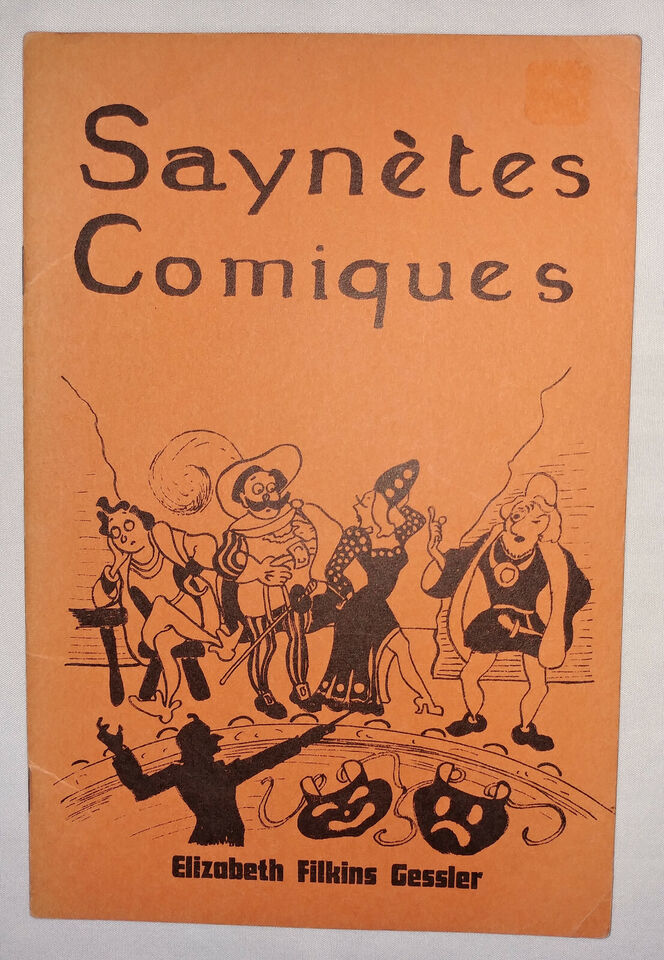 Saynètes
Comiques
Elizabeth Filkins Gessler